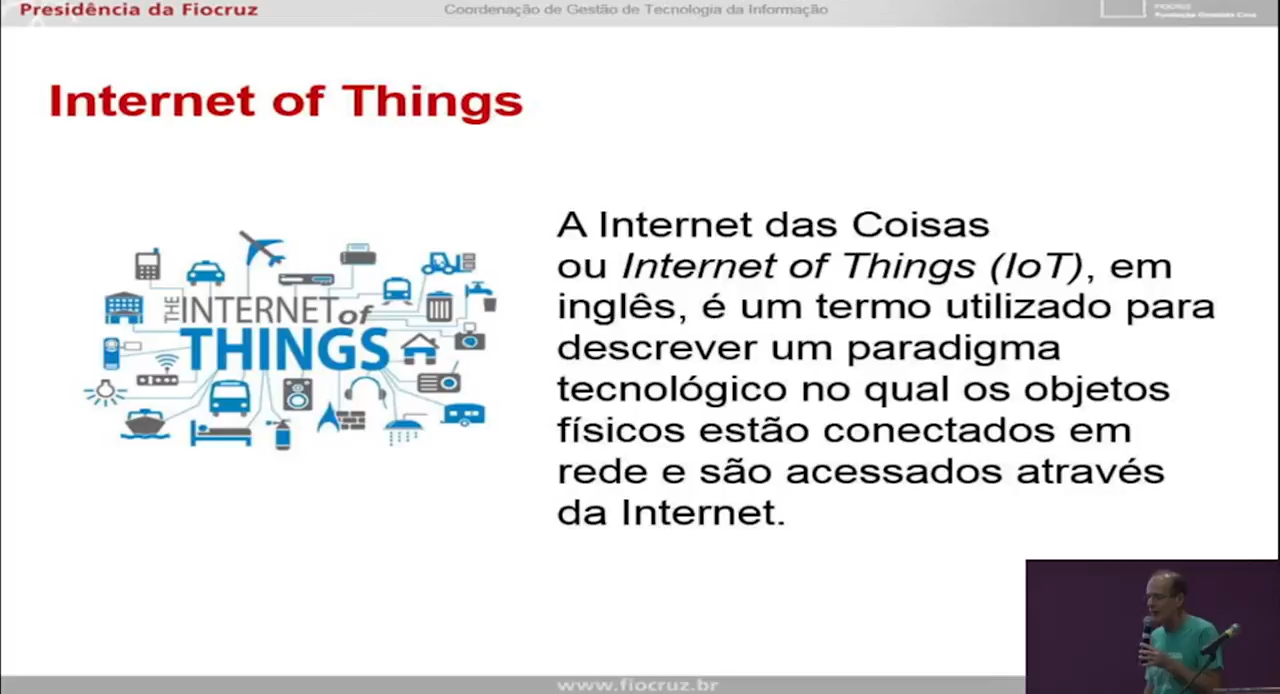 Presidência da Fiocruz
Coordenação de Gestão de Tecnologia da Informação
FIOCRUZ
Fundação Oswaldo Cruz
Internet of Things
THE INTERNET of
THINGS
A Internet das Coisas
ou Internet of Things (IoT), em
inglês, é um termo utilizado para
descrever um paradigma
tecnológico no qual os objetos
físicos estão conectados em
rede e são acessados através
da Internet.
www.fiocruz.br